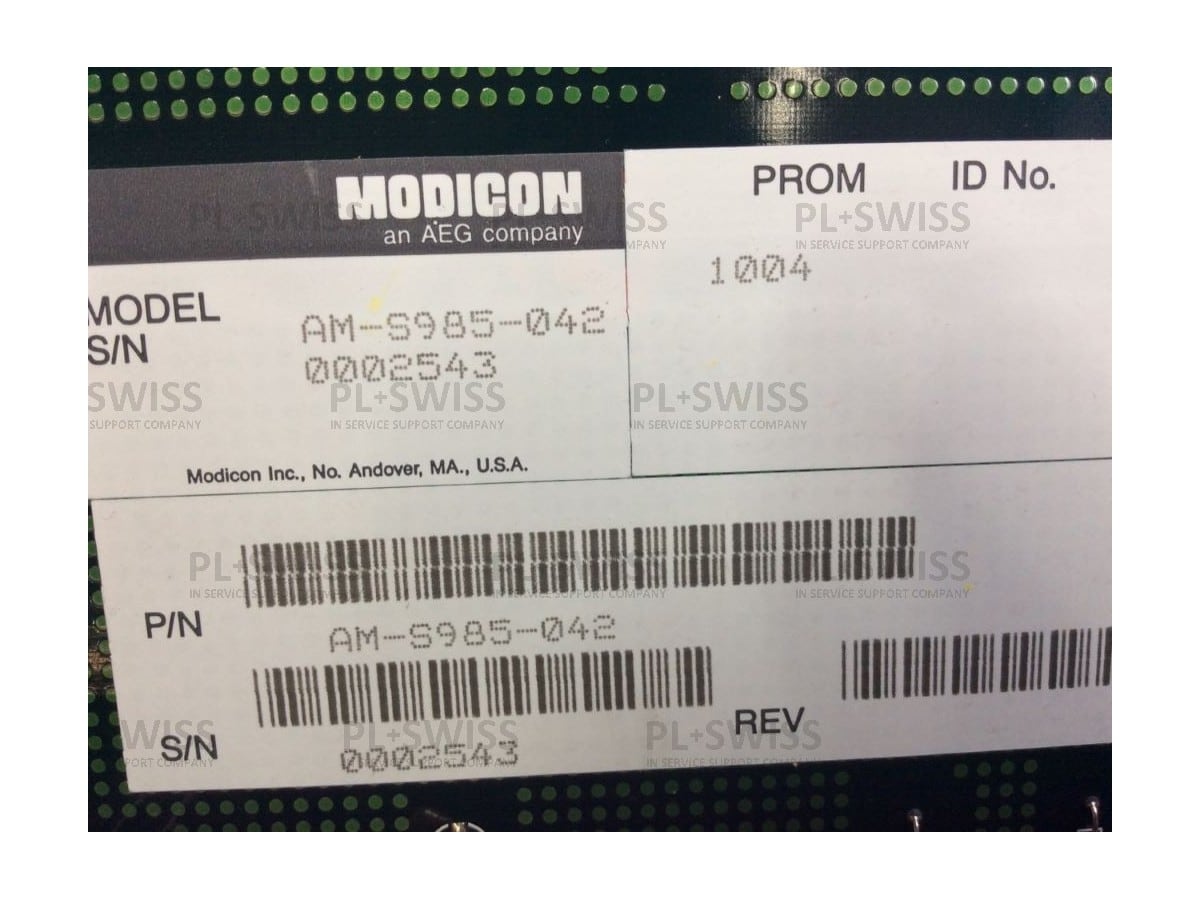 MODICON
an AEG company
PROM ID No.
1004
MODEL AM-S985-042
S/N 0002543
Modicon Inc., No. Andover, MA., U.S.A.
P/N AM-S985-042
S/N 0002543
REV
PL+SWISS
IN SERVICE SUPPORT COMPANY